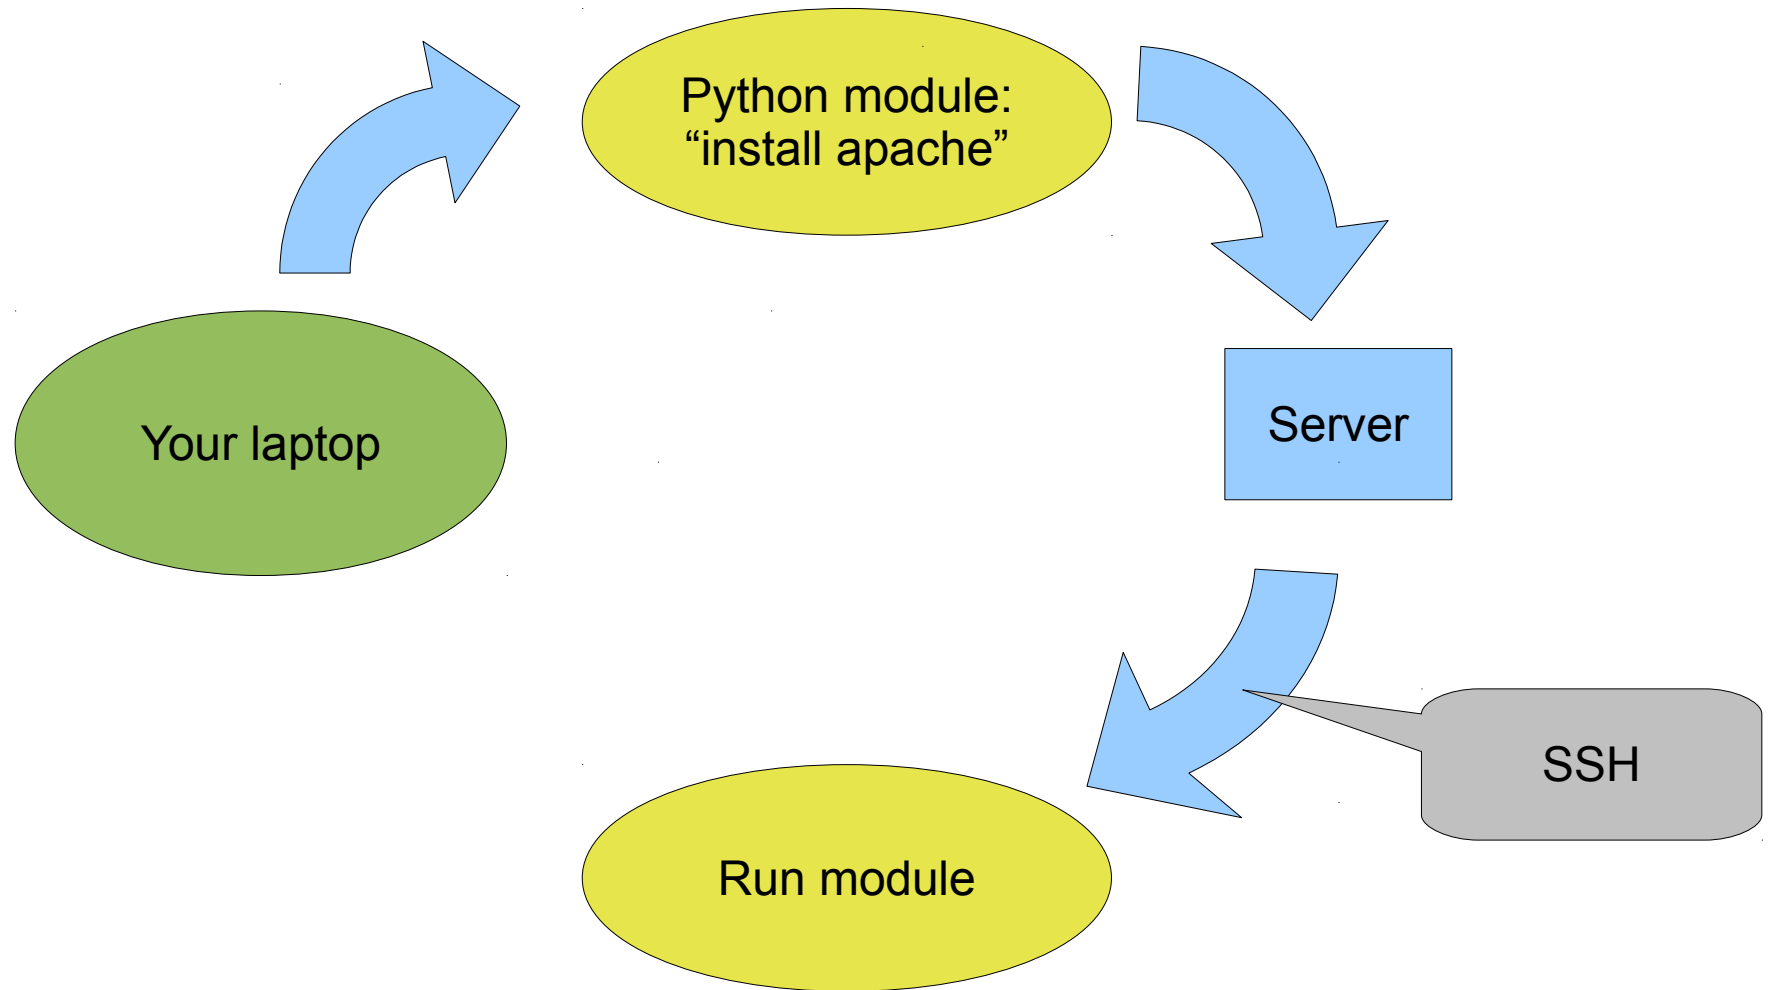 Python module:
“install apache”
Your laptop
Server
SSH
Run module